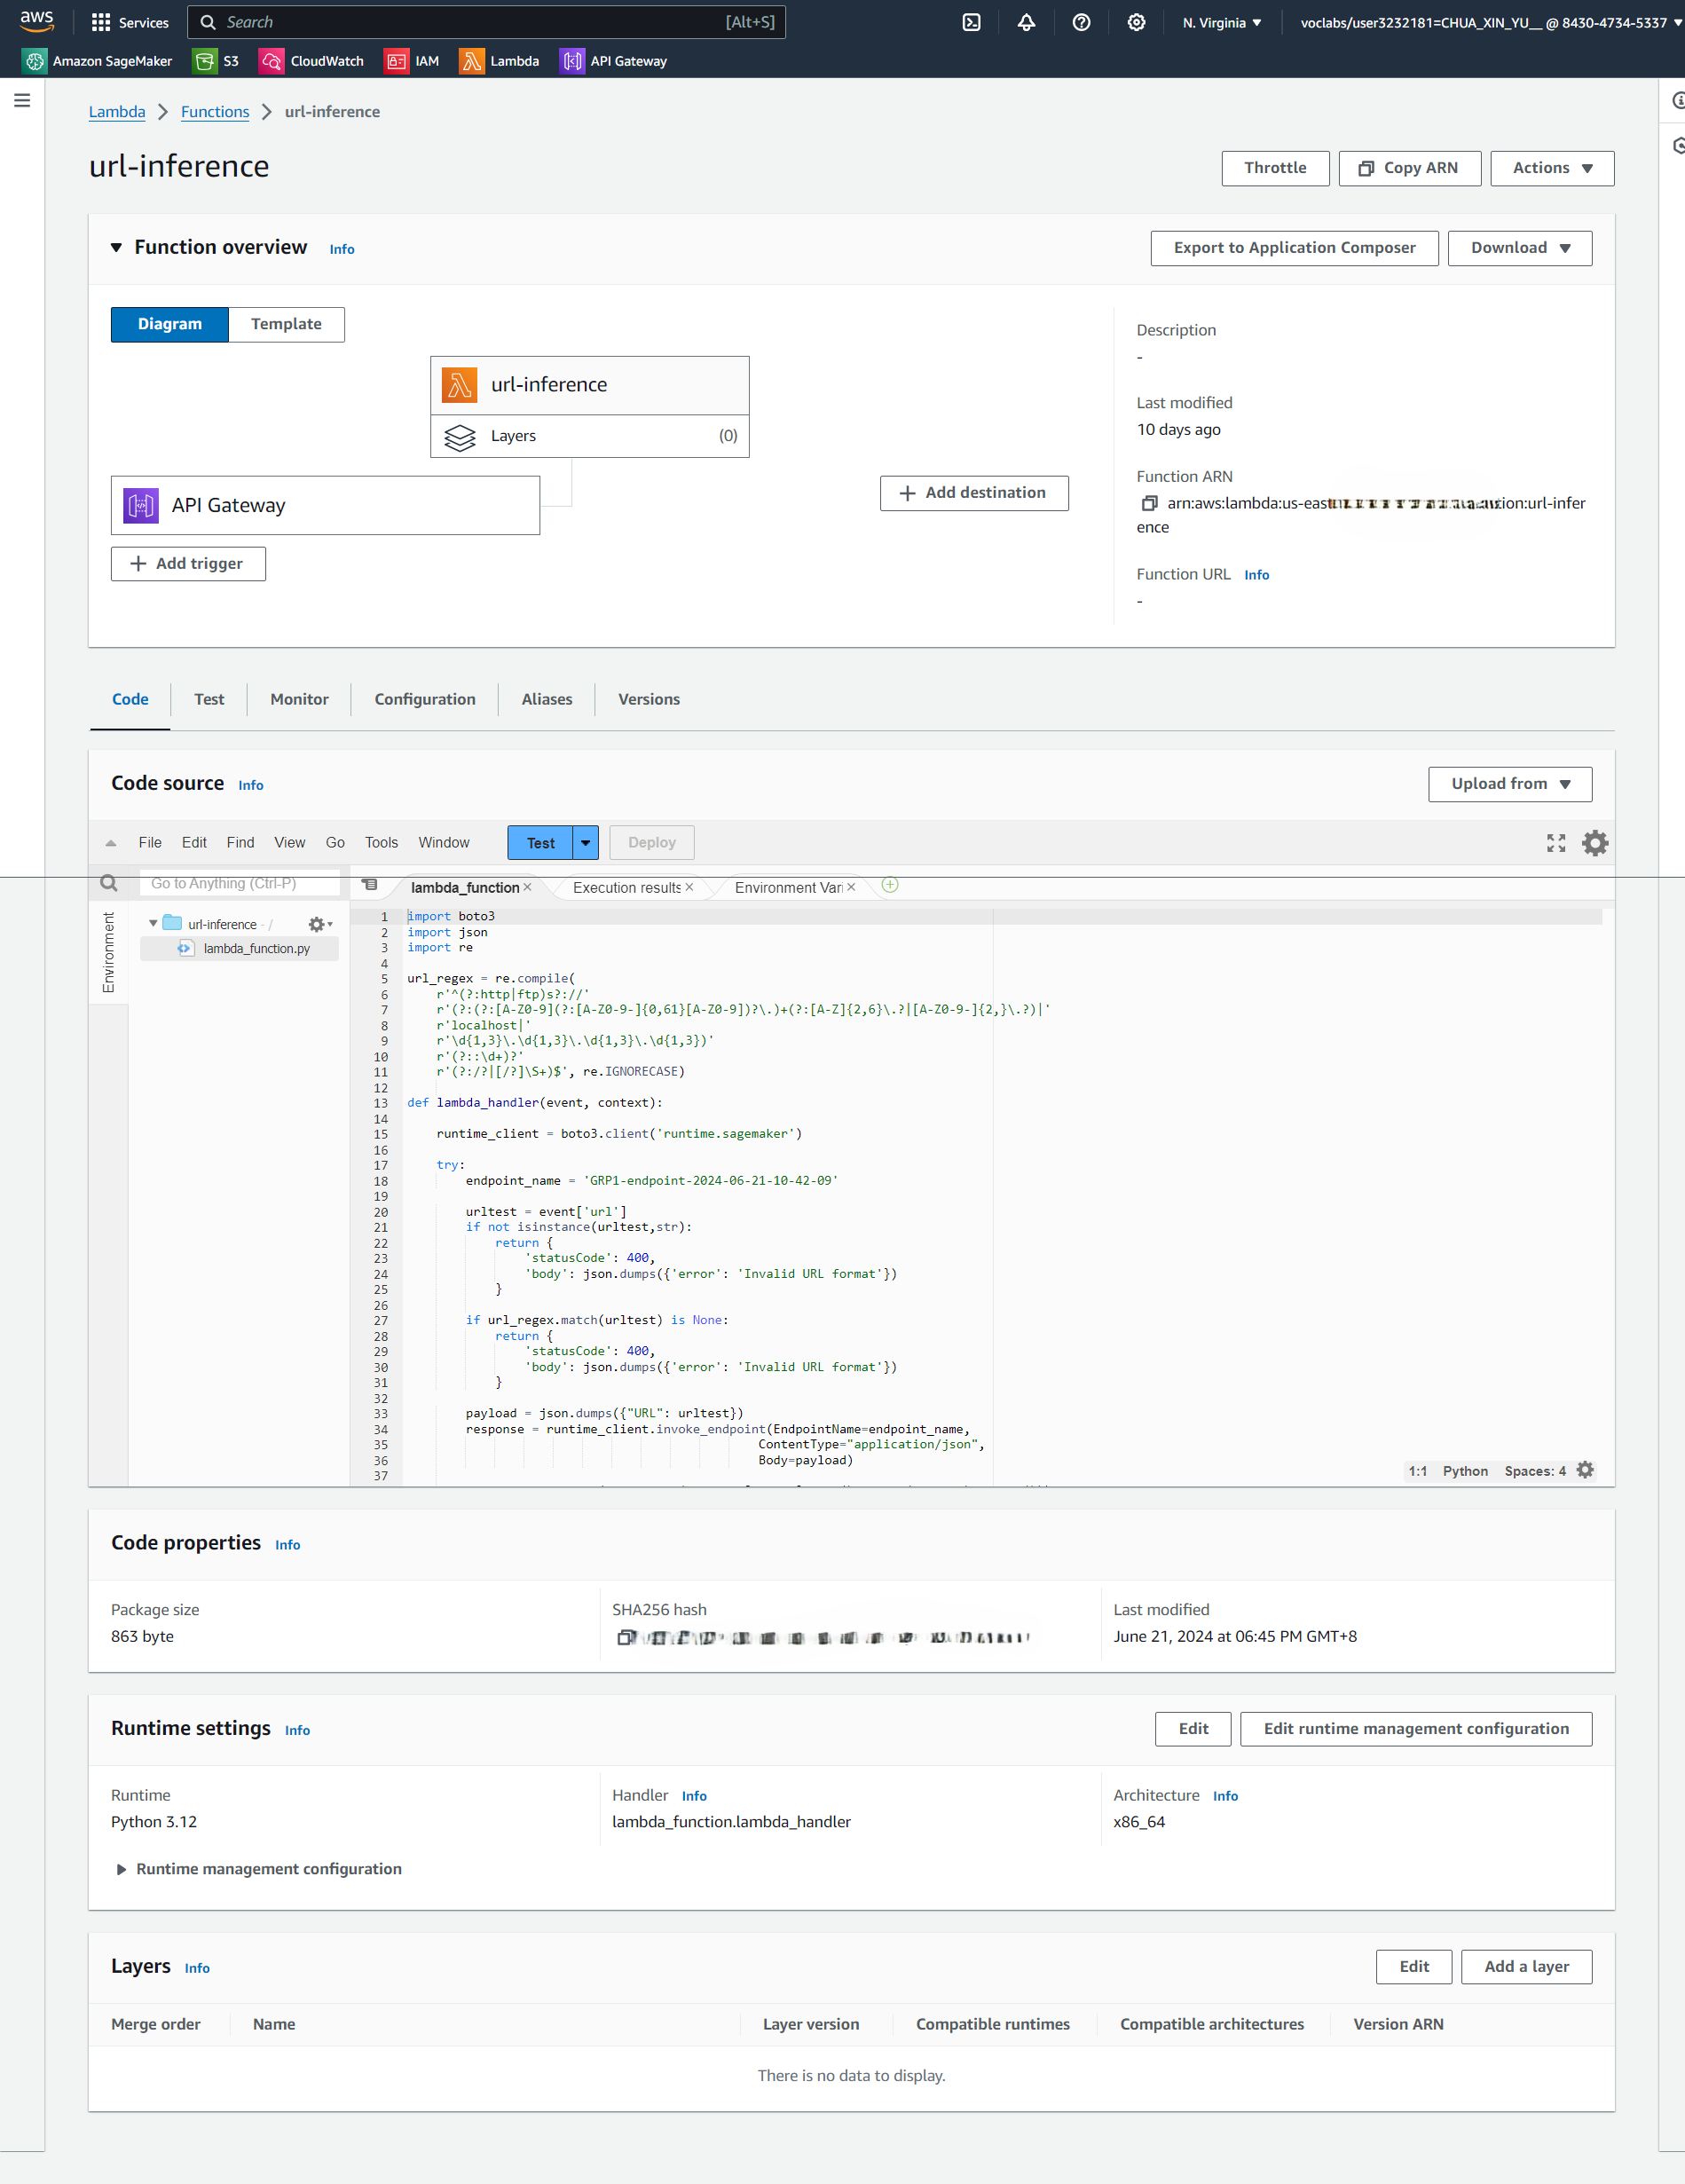 aws
Services
Search [Alt+S]
N. Virginia
voclabs/user3232181=CHUA_XIN_YU__ @ 8430-4734-5337
Amazon SageMaker
S3
CloudWatch
IAM
Lambda
API Gateway
Lambda
Functions
url-inference
url-inference
Throttle
Copy ARN
Actions
Function overview Info
Export to Application Composer
Download
Diagram
Template
url-inference
Layers (0)
API Gateway
Add trigger
Add destination
Description
-
Last modified
10 days ago
Function ARN
arn:aws:lambda:us-east ion:url-infer
ence
Function URL Info
-
Code
Test
Monitor
Configuration
Aliases
Versions
Code source Info
Upload from
File Edit Find View Go Tools Window
Test
Deploy
Go to Anything (Ctrl-P)
lambda_function ×
Execution results ×
Environment Vari ×
Environment
url-inference - /
lambda_function.py
1 import boto3
2 import json
3 import re
4
5 url_regex = re.compile(
6 r'^(?:http|ftp)s?://'
7 r'(?:(?:[A-Z0-9](?:[A-Z0-9-]{0,61}[A-Z0-9])?\.)+(?:[A-Z]{2,6}\.?|[A-Z0-9-]{2,}\.?)|'
8 r'localhost|'
9 r'\d{1,3}\.\d{1,3}\.\d{1,3}\.\d{1,3})'
10 r'(?::\d+)?'
11 r'(?:/?|[/?]\S+)$', re.IGNORECASE)
12
13 def lambda_handler(event, context):
14
15 runtime_client = boto3.client('runtime.sagemaker')
16
17 try:
18 endpoint_name = 'GRP1-endpoint-2024-06-21-10-42-09'
19
20 urltest = event['url']
21 if not isinstance(urltest,str):
22 return {
23 'statusCode': 400,
24 'body': json.dumps({'error': 'Invalid URL format'})
25 }
26
27 if url_regex.match(urltest) is None:
28 return {
29 'statusCode': 400,
30 'body': json.dumps({'error': 'Invalid URL format'})
31 }
32
33 payload = json.dumps({"URL": urltest})
34 response = runtime_client.invoke_endpoint(EndpointName=endpoint_name,
35 ContentType="application/json",
36 Body=payload)
37
1:1 Python Spaces: 4
Code properties Info
Package size
863 byte
SHA256 hash
Last modified
June 21, 2024 at 06:45 PM GMT+8
Runtime settings Info
Edit
Edit runtime management configuration
Runtime
Python 3.12
Handler Info
lambda_function.lambda_handler
Architecture Info
x86_64
Runtime management configuration
Layers Info
Edit
Add a layer
Merge order
Name
Layer version
Compatible runtimes
Compatible architectures
Version ARN
There is no data to display.